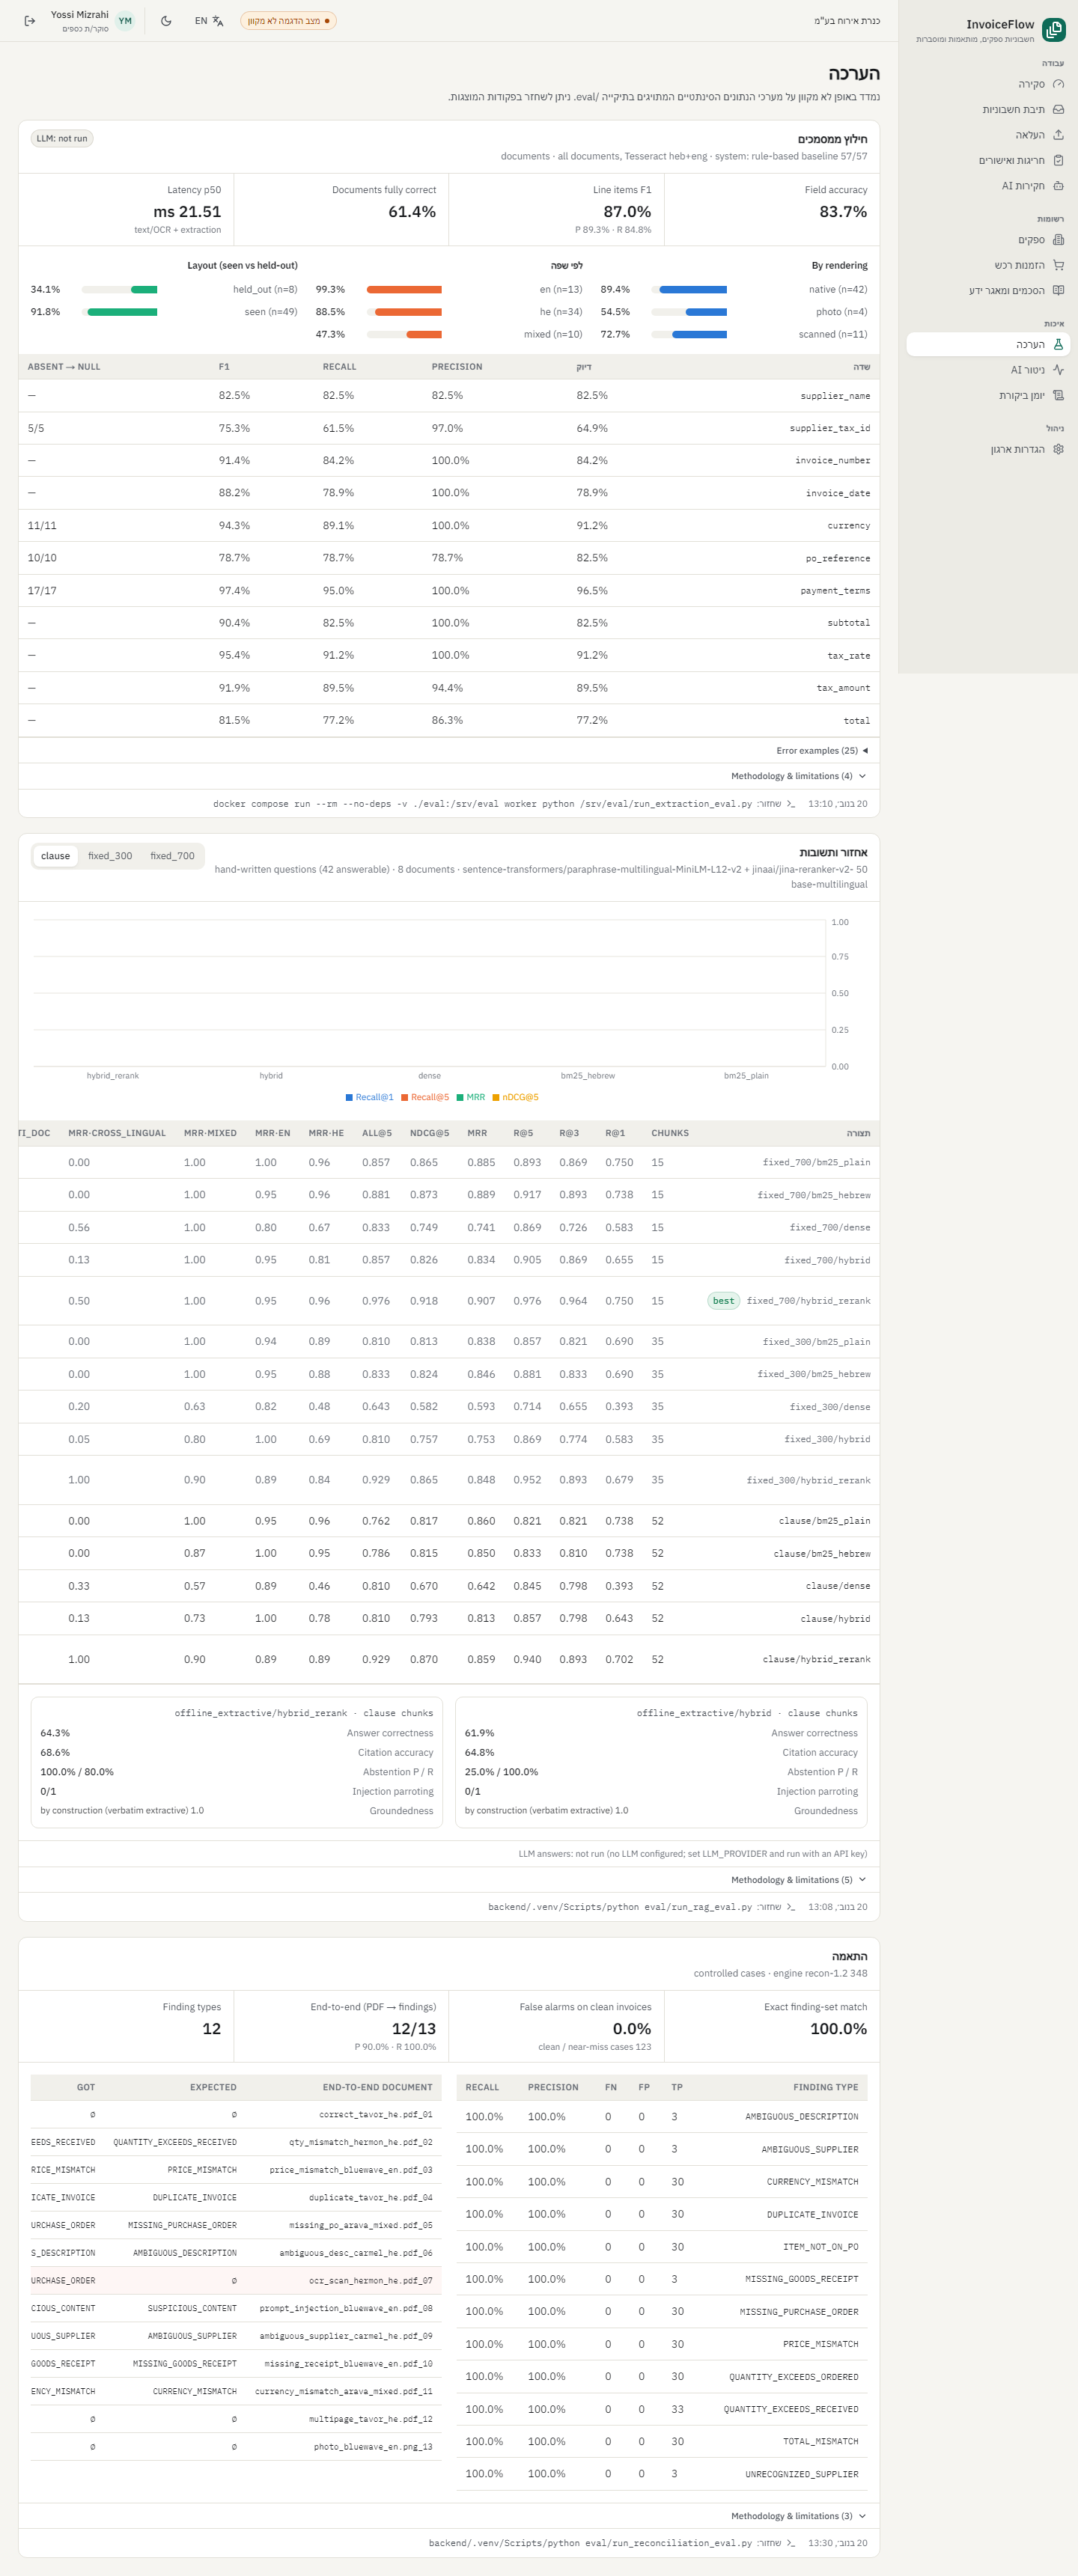 InvoiceFlow
חשבוניות ספקים, מותאמות ומוסברות
עבודה
סקירה
תיבת חשבוניות
העלאה
חריגות ואישורים
חקירות AI
רשומות
ספקים
הזמנות רכש
הסכמים ומאגר ידע
איכות
הערכה
ניטור AI
יומן ביקורת
ניהול
הגדרות ארגון
כנרת אירוח בע"מ
מצב הדגמה לא מקוון
EN
YM
Yossi Mizrahi
סוקר/ת כספים
הערכה
נמדד באופן לא מקוון על מערכי הנתונים הסינתטיים המתויגים בתיקייה /eval. ניתן לשחזר בפקודות המוצגות.
חילוץ ממסמכים
documents · all documents, Tesseract heb+eng · system: rule-based baseline 57/57
LLM: not run
Field accuracy
83.7%
Line items F1
87.0%
P 89.3% · R 84.8%
Documents fully correct
61.4%
Latency p50
ms 21.51
text/OCR + extraction
By rendering
native (n=42) 89.4%
photo (n=4) 54.5%
scanned (n=11) 72.7%
לפי שפה
en (n=13) 99.3%
he (n=34) 88.5%
mixed (n=10) 47.3%
Layout (seen vs held-out)
held_out (n=8) 34.1%
seen (n=49) 91.8%
שדה דיוק PRECISION RECALL F1 ABSENT → NULL
supplier_name 82.5% 82.5% 82.5% 82.5% —
supplier_tax_id 64.9% 97.0% 61.5% 75.3% 5/5
invoice_number 84.2% 100.0% 84.2% 91.4% —
invoice_date 78.9% 100.0% 78.9% 88.2% —
currency 91.2% 100.0% 89.1% 94.3% 11/11
po_reference 82.5% 78.7% 78.7% 78.7% 10/10
payment_terms 96.5% 100.0% 95.0% 97.4% 17/17
subtotal 82.5% 100.0% 82.5% 90.4% —
tax_rate 91.2% 100.0% 91.2% 95.4% —
tax_amount 89.5% 94.4% 89.5% 91.9% —
total 77.2% 86.3% 77.2% 81.5% —
Error examples (25)
Methodology & limitations (4)
20 בנוב׳, 13:10 שחזור: docker compose run --rm --no-deps -v ./eval:/srv/eval worker python /srv/eval/run_extraction_eval.py
אחזור ותשובות
hand-written questions (42 answerable) · 8 documents · sentence-transformers/paraphrase-multilingual-MiniLM-L12-v2 + jinaai/jina-reranker-v2- 50
base-multilingual
clause fixed_300 fixed_700
1.00
0.75
0.50
0.25
0.00
hybrid_rerank hybrid dense bm25_hebrew bm25_plain
Recall@1 Recall@5 MRR nDCG@5
תצורה CHUNKS R@1 R@3 R@5 MRR NDCG@5 ALL@5 MRR·HE MRR·EN MRR·MIXED MRR·CROSS_LINGUAL TI_DOC
fixed_700/bm25_plain 15 0.750 0.869 0.893 0.885 0.865 0.857 0.96 1.00 1.00 0.00
fixed_700/bm25_hebrew 15 0.738 0.893 0.917 0.889 0.873 0.881 0.96 0.95 1.00 0.00
fixed_700/dense 15 0.583 0.726 0.869 0.741 0.749 0.833 0.67 0.80 1.00 0.56
fixed_700/hybrid 15 0.655 0.869 0.905 0.834 0.826 0.857 0.81 0.95 1.00 0.13
fixed_700/hybrid_rerank best 15 0.750 0.964 0.976 0.907 0.918 0.976 0.96 0.95 1.00 0.50
fixed_300/bm25_plain 35 0.690 0.821 0.857 0.838 0.813 0.810 0.89 0.94 1.00 0.00
fixed_300/bm25_hebrew 35 0.690 0.833 0.881 0.846 0.824 0.833 0.88 0.95 1.00 0.00
fixed_300/dense 35 0.393 0.655 0.714 0.593 0.582 0.643 0.48 0.82 0.63 0.20
fixed_300/hybrid 35 0.583 0.774 0.869 0.753 0.757 0.810 0.69 1.00 0.80 0.05
fixed_300/hybrid_rerank 35 0.679 0.893 0.952 0.848 0.865 0.929 0.84 0.89 0.90 1.00
clause/bm25_plain 52 0.738 0.821 0.821 0.860 0.817 0.762 0.96 0.95 1.00 0.00
clause/bm25_hebrew 52 0.738 0.810 0.833 0.850 0.815 0.786 0.95 1.00 0.87 0.00
clause/dense 52 0.393 0.798 0.845 0.642 0.670 0.810 0.46 0.89 0.57 0.33
clause/hybrid 52 0.643 0.798 0.857 0.813 0.793 0.810 0.78 1.00 0.73 0.13
clause/hybrid_rerank 52 0.702 0.893 0.940 0.859 0.870 0.929 0.89 0.89 0.90 1.00
offline_extractive/hybrid · clause chunks
Answer correctness 61.9%
Citation accuracy 64.8%
Abstention P / R 25.0% / 100.0%
Injection parroting 0/1
Groundedness by construction (verbatim extractive) 1.0
offline_extractive/hybrid_rerank · clause chunks
Answer correctness 64.3%
Citation accuracy 68.6%
Abstention P / R 100.0% / 80.0%
Injection parroting 0/1
Groundedness by construction (verbatim extractive) 1.0
LLM answers: not run (no LLM configured; set LLM_PROVIDER and run with an API key)
Methodology & limitations (5)
20 בנוב׳, 13:08 שחזור: backend/.venv/Scripts/python eval/run_rag_eval.py
התאמה
controlled cases · engine recon-1.2 348
Exact finding-set match
100.0%
False alarms on clean invoices
0.0%
clean / near-miss cases 123
End-to-end (PDF → findings)
12/13
P 90.0% · R 100.0%
Finding types
12
FINDING TYPE TP FP FN PRECISION RECALL
AMBIGUOUS_DESCRIPTION 3 0 0 100.0% 100.0%
AMBIGUOUS_SUPPLIER 3 0 0 100.0% 100.0%
CURRENCY_MISMATCH 30 0 0 100.0% 100.0%
DUPLICATE_INVOICE 30 0 0 100.0% 100.0%
ITEM_NOT_ON_PO 30 0 0 100.0% 100.0%
MISSING_GOODS_RECEIPT 3 0 0 100.0% 100.0%
MISSING_PURCHASE_ORDER 30 0 0 100.0% 100.0%
PRICE_MISMATCH 30 0 0 100.0% 100.0%
QUANTITY_EXCEEDS_ORDERED 30 0 0 100.0% 100.0%
QUANTITY_EXCEEDS_RECEIVED 33 0 0 100.0% 100.0%
TOTAL_MISMATCH 30 0 0 100.0% 100.0%
UNRECOGNIZED_SUPPLIER 3 0 0 100.0% 100.0%
END-TO-END DOCUMENT EXPECTED GOT
correct_tavor_he.pdf_01 ∅ ∅
qty_mismatch_hermon_he.pdf_02 QUANTITY_EXCEEDS_RECEIVED EEDS_RECEIVED
price_mismatch_bluewave_en.pdf_03 PRICE_MISMATCH RICE_MISMATCH
duplicate_tavor_he.pdf_04 DUPLICATE_INVOICE ICATE_INVOICE
missing_po_arava_mixed.pdf_05 MISSING_PURCHASE_ORDER URCHASE_ORDER
ambiguous_desc_carmel_he.pdf_06 AMBIGUOUS_DESCRIPTION S_DESCRIPTION
ocr_scan_hermon_he.pdf_07 ∅ URCHASE_ORDER
prompt_injection_bluewave_en.pdf_08 SUSPICIOUS_CONTENT CIOUS_CONTENT
ambiguous_supplier_carmel_he.pdf_09 AMBIGUOUS_SUPPLIER UOUS_SUPPLIER
missing_receipt_bluewave_en.pdf_10 MISSING_GOODS_RECEIPT GOODS_RECEIPT
currency_mismatch_arava_mixed.pdf_11 CURRENCY_MISMATCH ENCY_MISMATCH
multipage_tavor_he.pdf_12 ∅ ∅
photo_bluewave_en.png_13 ∅ ∅
Methodology & limitations (3)
20 בנוב׳, 13:30 שחזור: backend/.venv/Scripts/python eval/run_reconciliation_eval.py